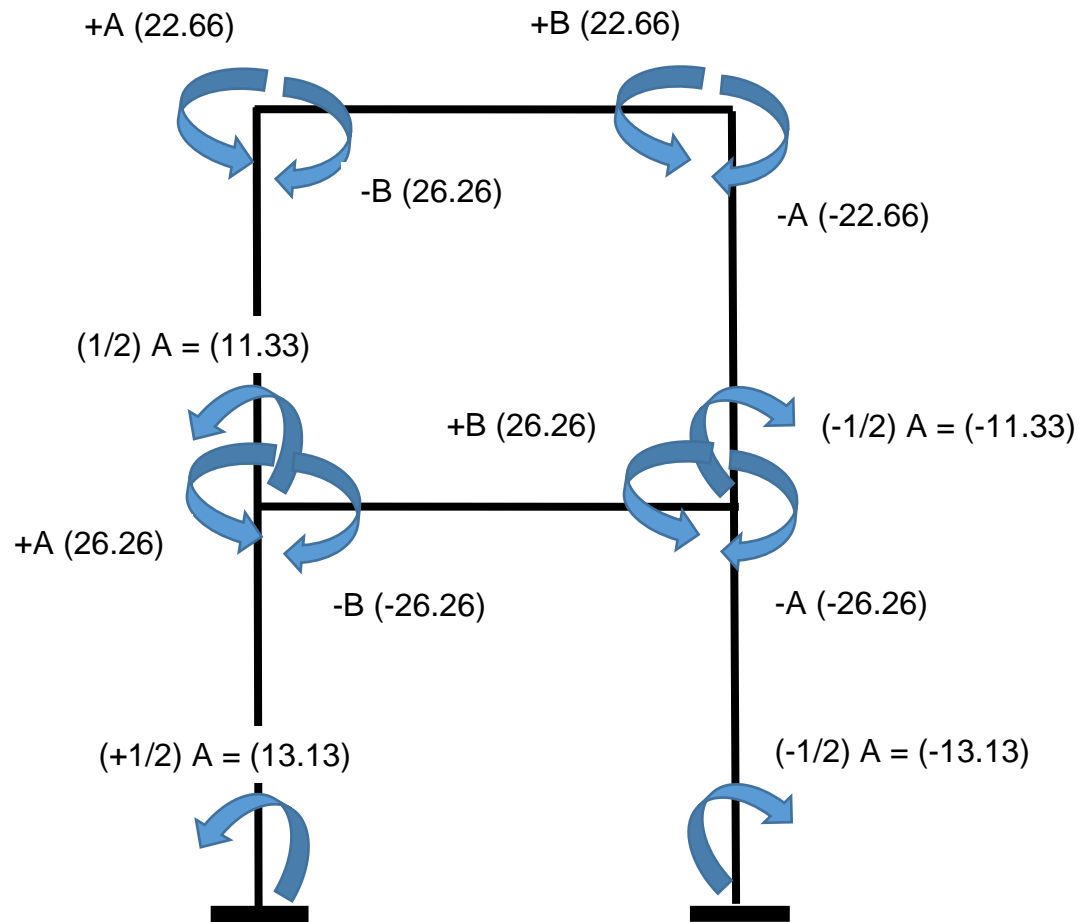 +A (22.66)
+B (22.66)
-B (26.26)
-A (-22.66)
(1/2) A = (11.33)
+B (26.26)
(-1/2) A = (-11.33)
+A (26.26)
-B (-26.26)
-A (-26.26)
(+1/2) A = (13.13)
(-1/2) A = (-13.13)